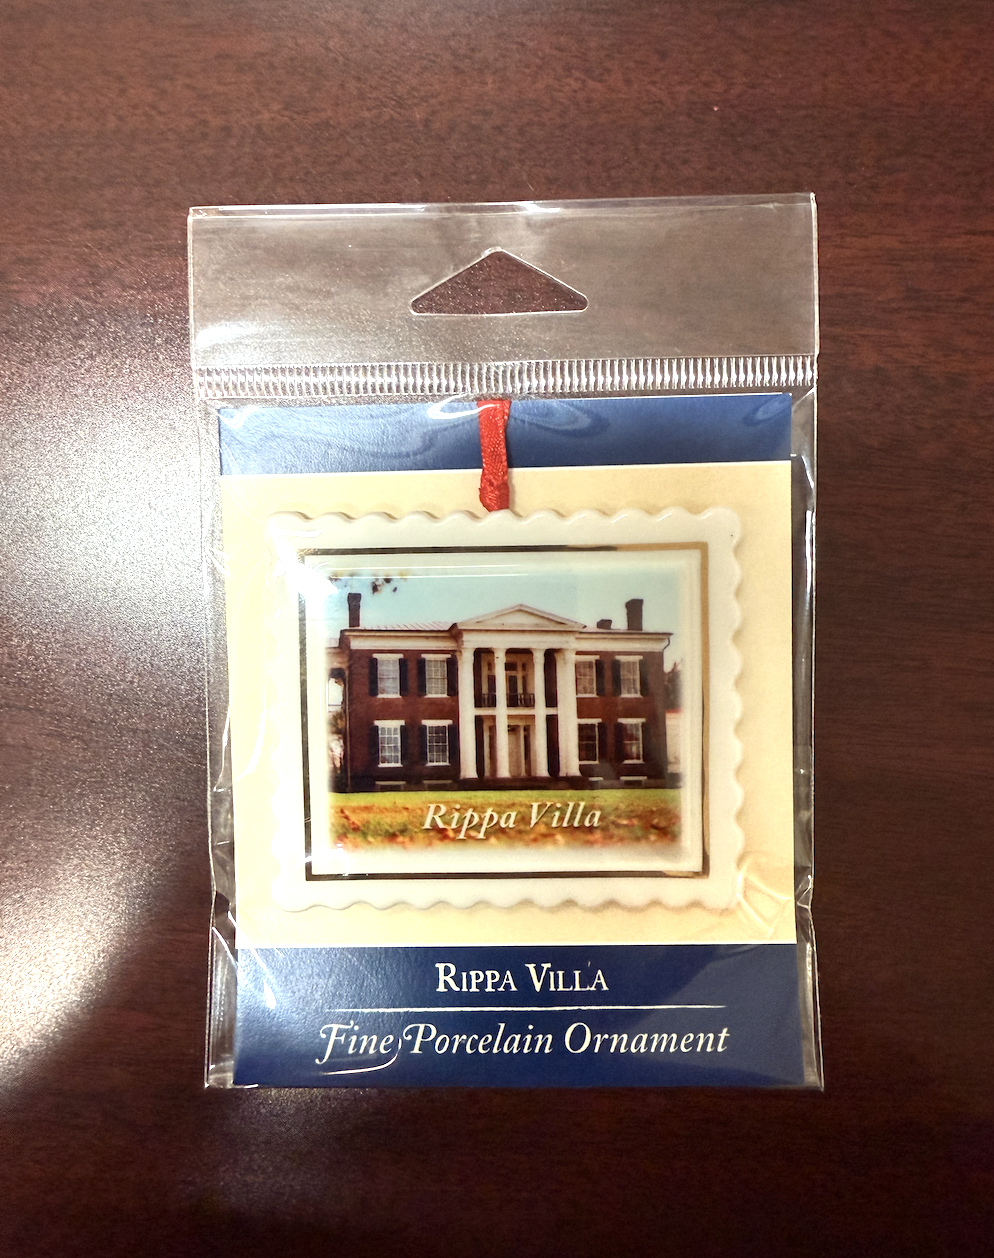 Rippa Villa
RIPPA VILLA
Fine Porcelain Ornament